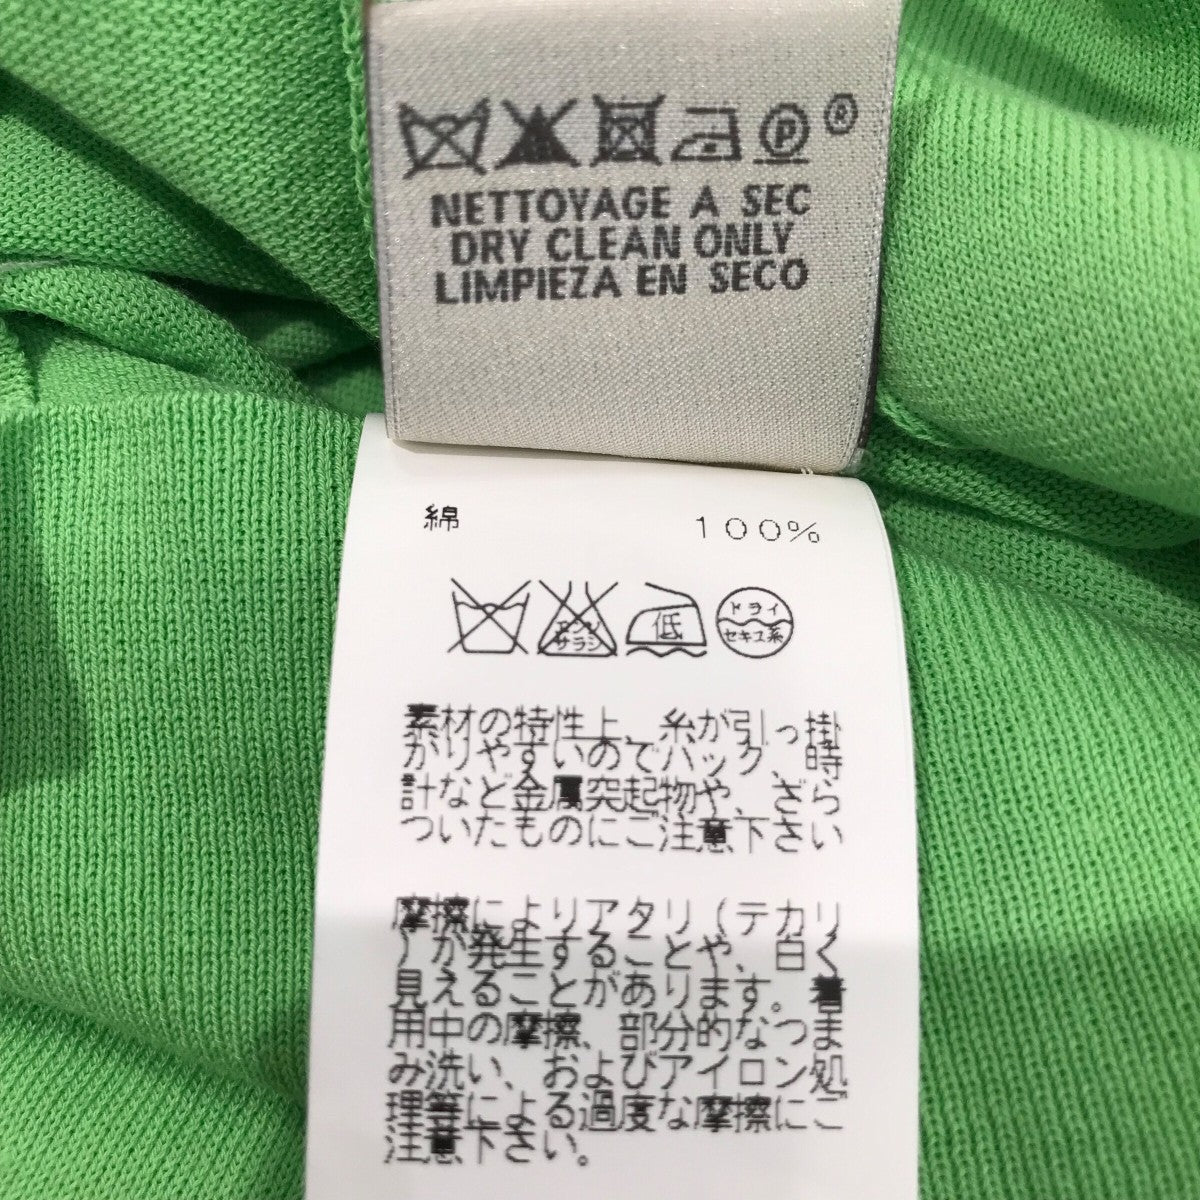 P ®
NETTOYAGE A SEC
DRY CLEAN ONLY
LIMPIEZA EN SECO
綿 100%
エンソサラシ 低 ドライ セキユ系
素材の特性上、糸が引っ掛
かりやすいのでバッグ、時
計など金属突起物や、ざら
ついたものにご注意下さい
摩擦によりアタリ(テカリ
)が発生することや、白く
見えることがあります。着
用中の摩擦、部分的なつま
み洗い、およびアイロン処
理等による過度な摩擦にご
注意下さい。